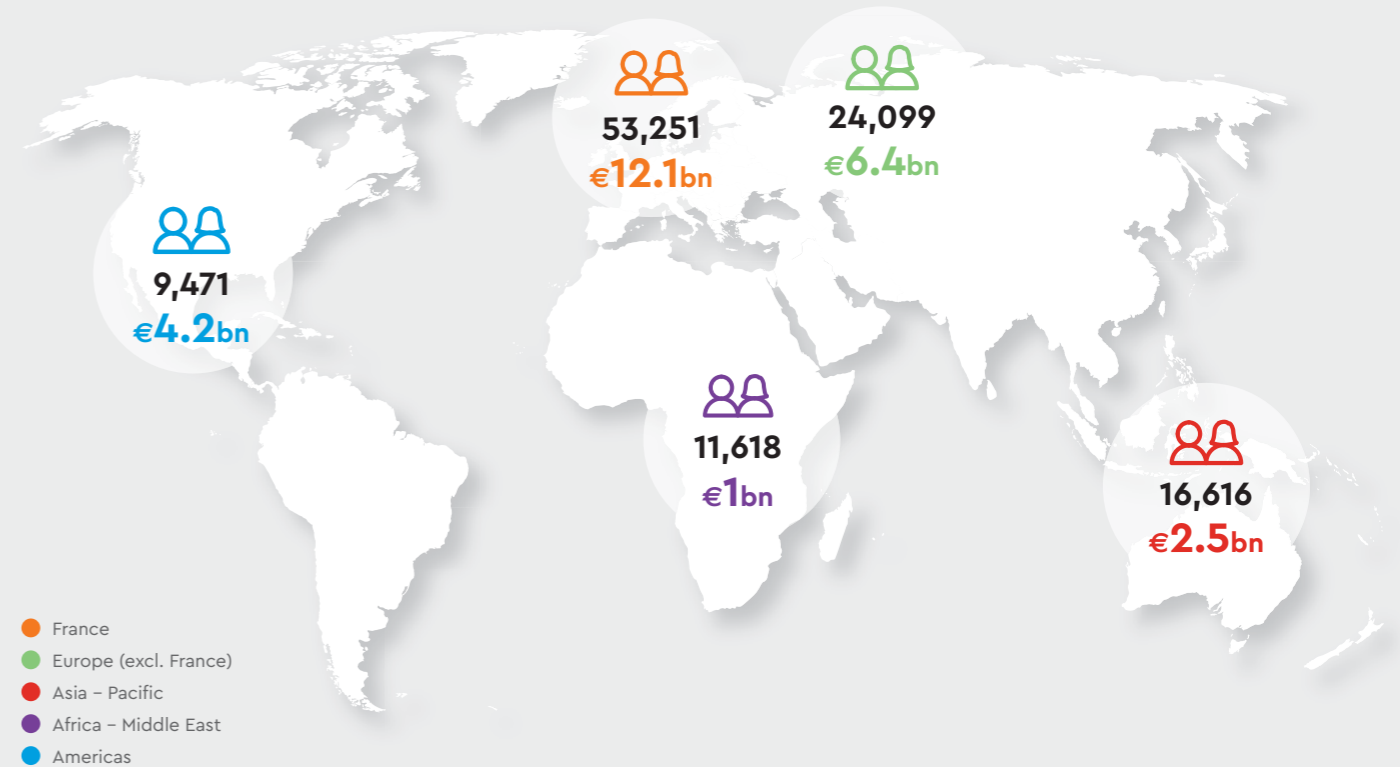 53,251
€12.1bn
24,099
€6.4bn
9,471
€4.2bn
11,618
€1bn
16,616
€2.5bn
France
Europe (excl. France)
Asia – Pacific
Africa – Middle East
Americas